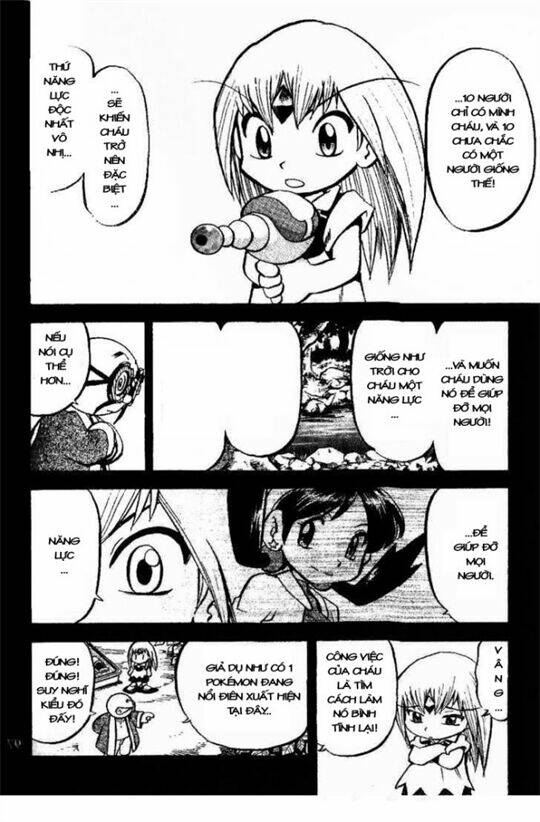 ...10 NGƯỜI
CHỈ CÓ MÌNH
CHÁU, VÀ 10
CHƯA CHẮC
CÓ MỘT
NGƯỜI GIỐNG
THẾ!
...
SẼ
KHIẾN CHÁU
TRỞ
NÊN
ĐẶC
BIỆT
...
THỨ
NĂNG
LỰC
ĐỘC
NHẤT
VÔ
NHỊ...
...VÀ MUỐN
CHÁU DÙNG
NÓ ĐỂ GIÚP
ĐỠ MỌI
NGƯỜI!
GIỐNG NHƯ
TRỜI CHO
CHÁU MỘT
NĂNG LỰC
...
NẾU
NÓI CỤ
THỂ
HƠN...
...ĐỂ
GIÚP ĐỠ
MỌI
NGƯỜI.
NĂNG
LỰC
...
VÂNG...
CÔNG VIỆC
CỦA CHÁU
LÀ TÌM
CÁCH LÀM
NÓ BÌNH
TĨNH LẠI!
GIẢ DỤ NHƯ CÓ 1
POKÉMON ĐANG
NỔI ĐIÊN XUẤT HIỆN
TẠI ĐÂY...
ĐÚNG!
ĐÚNG!
SUY NGHĨ
KIỂU ĐÓ
ĐẤY!